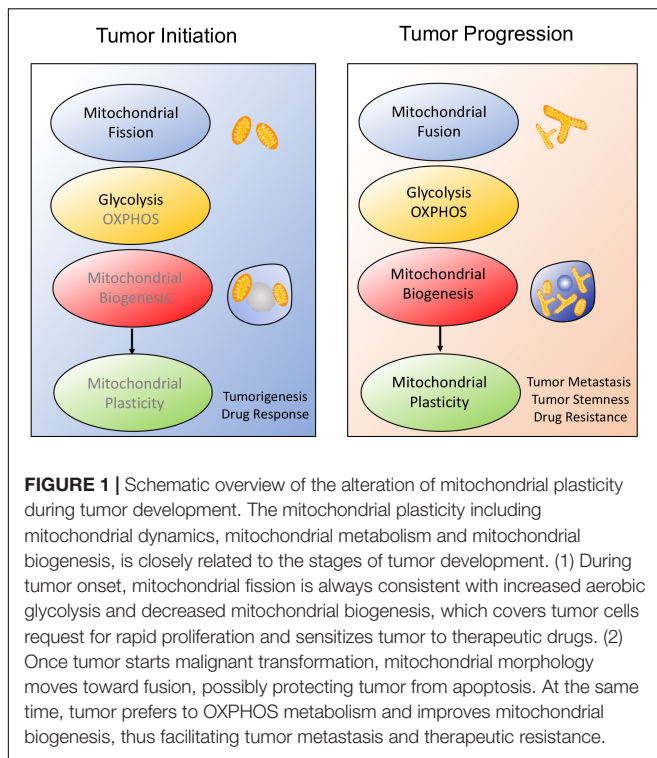 Tumor Initiation
Mitochondrial
Fission
Glycolysis
OXPHOS
Mitochondrial
Biogenesis
Mitochondrial
Plasticity
Tumorigenesis
Drug Response
Tumor Progression
Mitochondrial
Fusion
Glycolysis
OXPHOS
Mitochondrial
Biogenesis
Mitochondrial
Plasticity
Tumor Metastasis
Tumor Stemness
Drug Resistance
FIGURE 1 | Schematic overview of the alteration of mitochondrial plasticity
during tumor development. The mitochondrial plasticity including
mitochondrial dynamics, mitochondrial metabolism and mitochondrial
biogenesis, is closely related to the stages of tumor development. (1) During
tumor onset, mitochondrial fission is always consistent with increased aerobic
glycolysis and decreased mitochondrial biogenesis, which covers tumor cells
request for rapid proliferation and sensitizes tumor to therapeutic drugs. (2)
Once tumor starts malignant transformation, mitochondrial morphology
moves toward fusion, possibly protecting tumor from apoptosis. At the same
time, tumor prefers to OXPHOS metabolism and improves mitochondrial
biogenesis, thus facilitating tumor metastasis and therapeutic resistance.